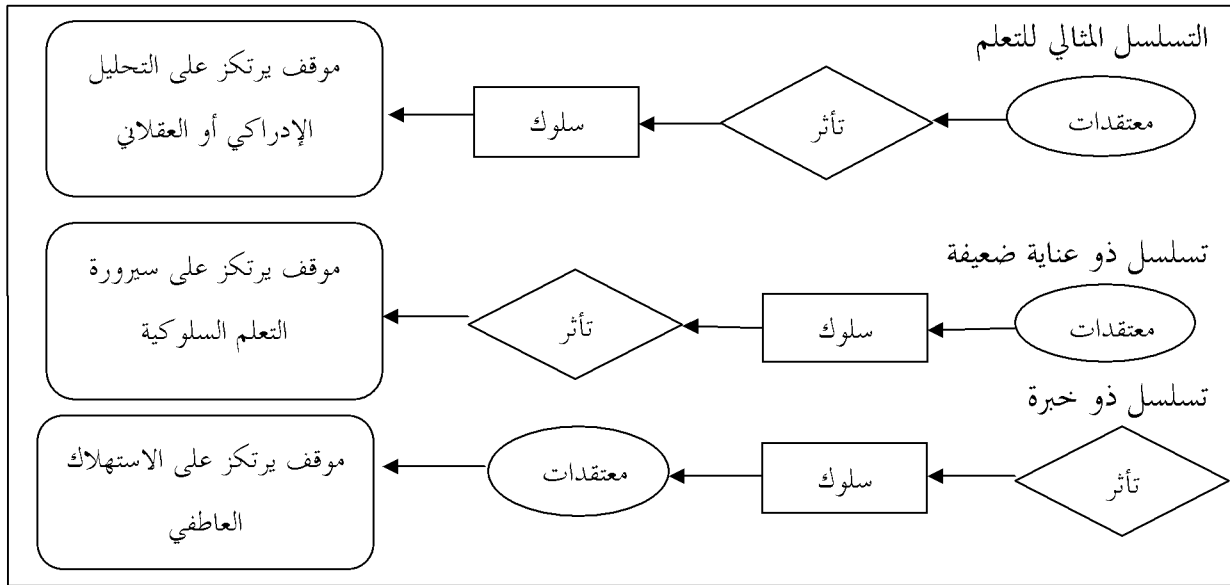 التسلسل المثالي للتعلم
معتقدات
تأثر
سلوك
موقف يرتكز على التحليل
الإدراكي أو العقلاني
تسلسل ذو عناية ضعيفة
معتقدات
سلوك
تأثر
موقف يرتكز على سيرورة
التعلم السلوكية
تسلسل ذو خبرة
تأثر
سلوك
معتقدات
موقف يرتكز على الاستهلاك
العاطفي